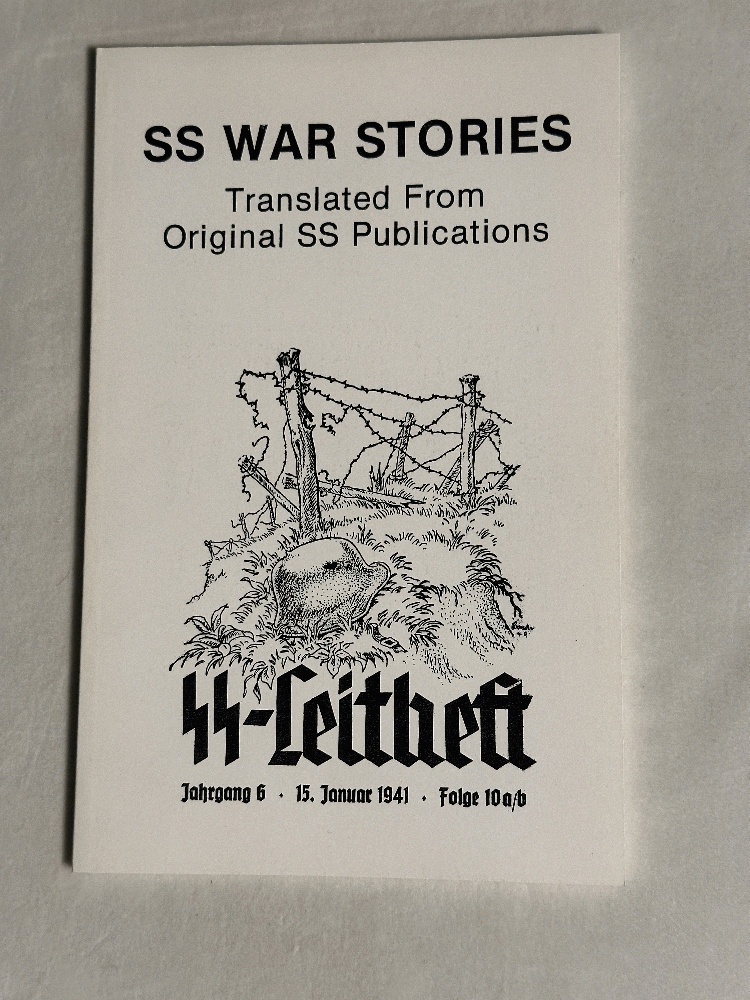 SS WAR STORIES
Translated From
Original SS Publications
SS-Leitheft
Jahrgang 6 · 15. Januar 1941 · Folge 10a/b